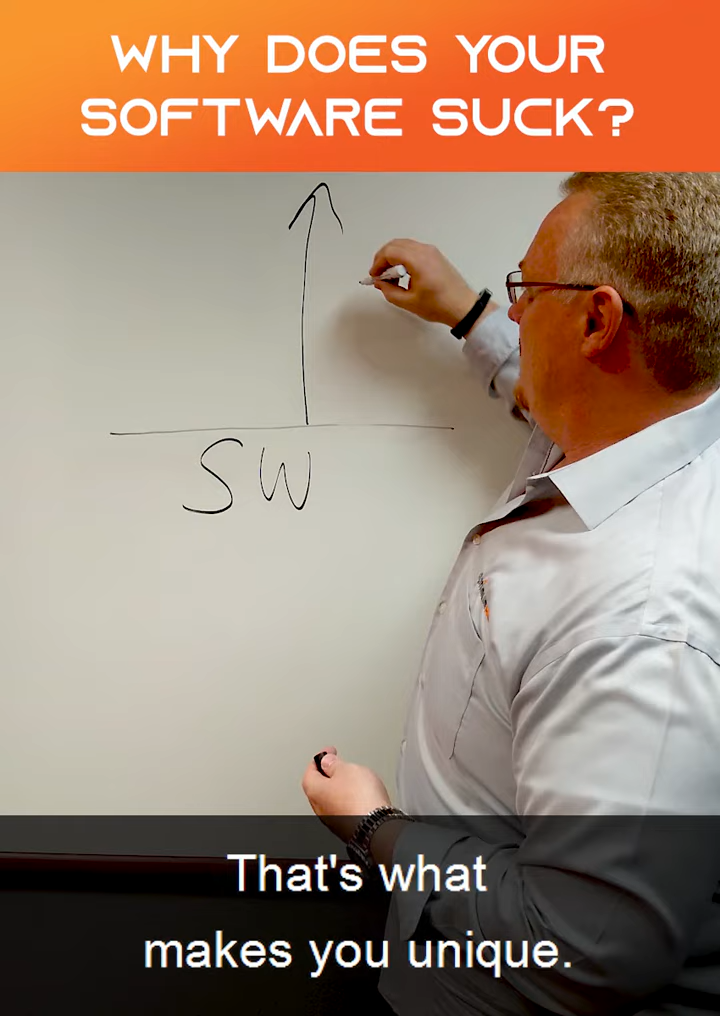 WHY DOES YOUR
SOFTWARE SUCK?
SW
That's what
makes you unique.